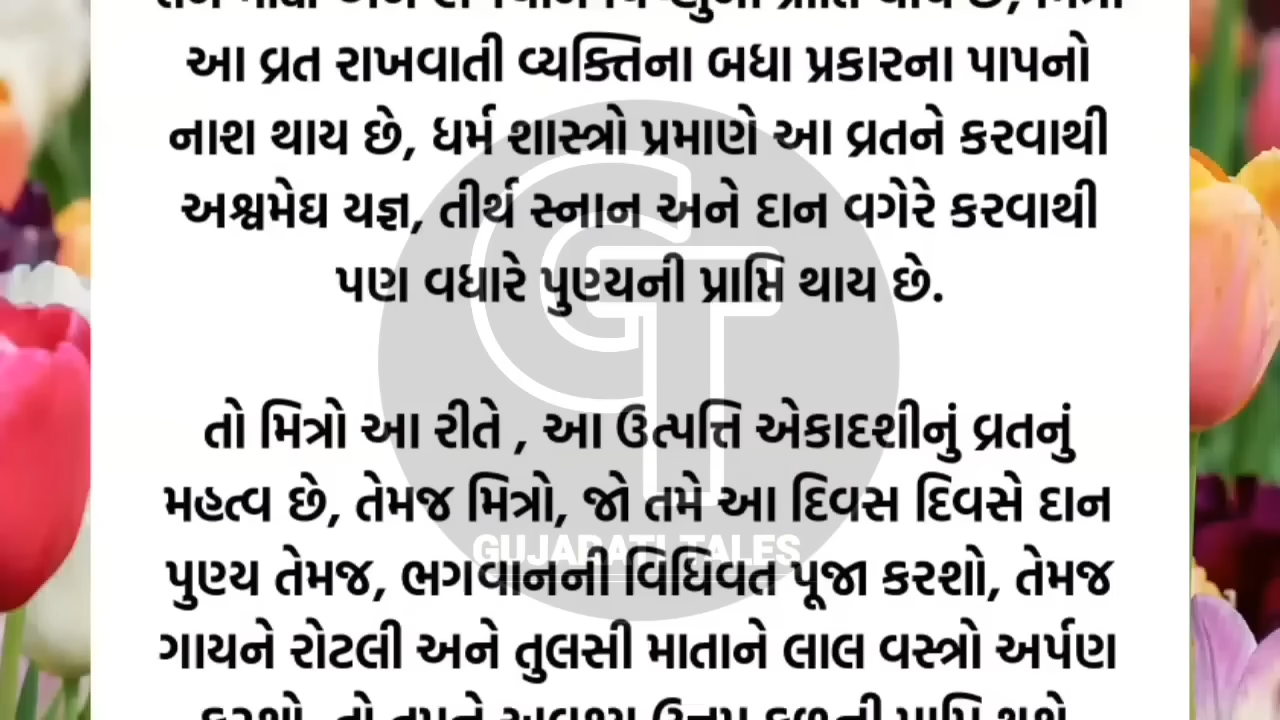 આ વ્રત રાખવાતી વ્યક્તિના બધા પ્રકારના પાપનો
નાશ થાય છે, ધર્મ શાસ્ત્રો પ્રમાણે આ વ્રતને કરવાથી
અશ્વમેઘ યજ્ઞ, તીર્થ સ્નાન અને દાન વગેરે કરવાથી
પણ વધારે પુણ્યની પ્રાપ્તિ થાય છે.
તો મિત્રો આ રીતે , આ ઉત્પત્તિ એકાદશીનું વ્રતનું
મહત્વ છે, તેમજ મિત્રો, જો તમે આ દિવસ દિવસે દાન
GUJARATI TALES
પુણ્ય તેમજ, ભગવાનની વિધિવત પૂજા કરશો, તેમજ
ગાયને રોટલી અને તુલસી માતાને લાલ વસ્ત્રો અર્પણ